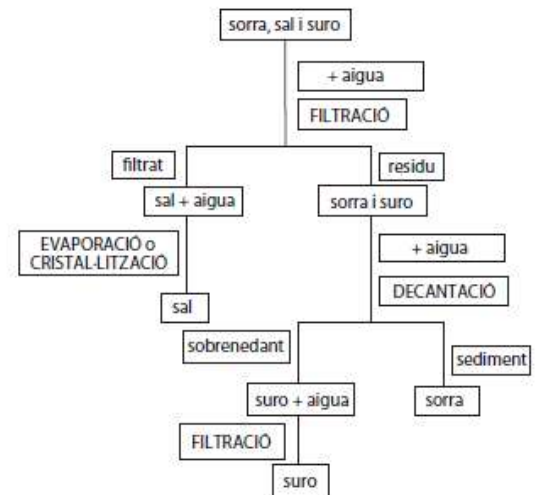 sorra, sal i suro
+ aigua
FILTRACIÓ
filtrat
residu
sal + aigua
sorra i suro
EVAPORACIÓ o
CRISTAL·LITZACIÓ
+ aigua
DECANTACIÓ
sal
sobrenedant
sediment
suro + aigua
sorra
FILTRACIÓ
suro